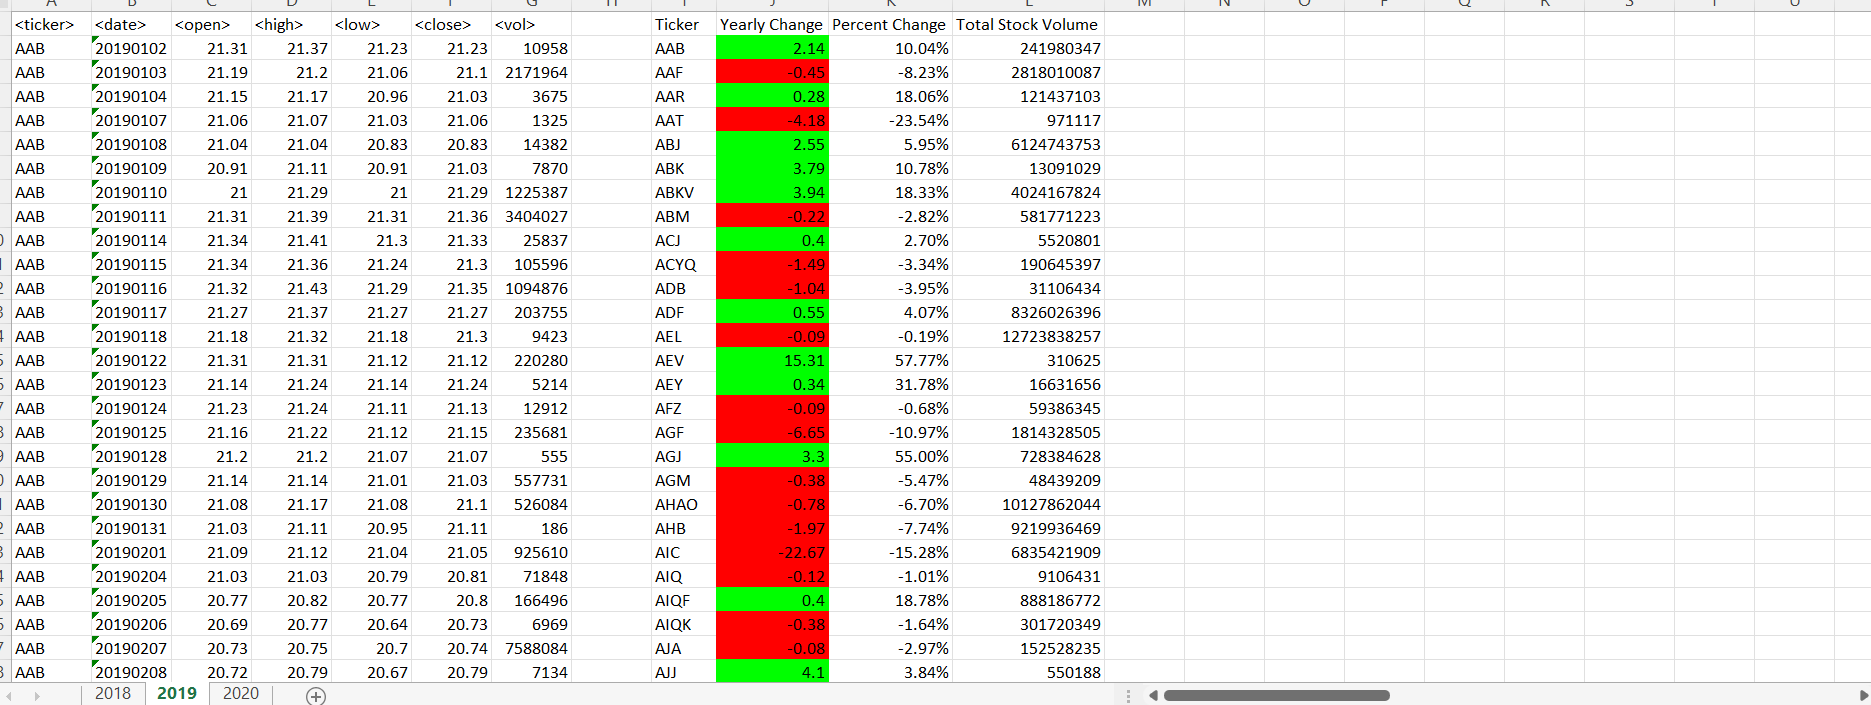 <ticker> <date> <open> <high> <low> <close> <vol> Ticker Yearly Change Percent Change Total Stock Volume
AAB 20190102 21.31 21.37 21.23 21.23 10958 AAB 2.14 10.04% 241980347
AAB 20190103 21.19 21.2 21.06 21.1 2171964 AAF -0.45 -8.23% 2818010087
AAB 20190104 21.15 21.17 20.96 21.03 3675 AAR 0.28 18.06% 121437103
AAB 20190107 21.06 21.07 21.03 21.06 1325 AAT -4.18 -23.54% 971117
AAB 20190108 21.04 21.04 20.83 20.83 14382 ABJ 2.55 5.95% 6124743753
AAB 20190109 20.91 21.11 20.91 21.03 7870 ABK 3.79 10.78% 13091029
AAB 20190110 21 21.29 21 21.29 1225387 ABKV 3.94 18.33% 4024167824
AAB 20190111 21.31 21.39 21.31 21.36 3404027 ABM -0.22 -2.82% 581771223
AAB 20190114 21.34 21.41 21.3 21.33 25837 ACJ 0.4 2.70% 5520801
AAB 20190115 21.34 21.36 21.24 21.3 105596 ACYQ -1.49 -3.34% 190645397
AAB 20190116 21.32 21.43 21.29 21.35 1094876 ADB -1.04 -3.95% 31106434
AAB 20190117 21.27 21.37 21.27 21.27 203755 ADF 0.55 4.07% 8326026396
AAB 20190118 21.18 21.32 21.18 21.3 9423 AEL -0.09 -0.19% 12723838257
AAB 20190122 21.31 21.31 21.12 21.12 220280 AEV 15.31 57.77% 310625
AAB 20190123 21.14 21.24 21.14 21.24 5214 AEY 0.34 31.78% 16631656
AAB 20190124 21.23 21.24 21.11 21.13 12912 AFZ -0.09 -0.68% 59386345
AAB 20190125 21.16 21.22 21.12 21.15 235681 AGF -6.65 -10.97% 1814328505
AAB 20190128 21.2 21.2 21.07 21.07 555 AGJ 3.3 55.00% 728384628
AAB 20190129 21.14 21.14 21.01 21.03 557731 AGM -0.38 -5.47% 48439209
AAB 20190130 21.08 21.17 21.08 21.1 526084 AHAO -0.78 -6.70% 10127862044
AAB 20190131 21.03 21.11 20.95 21.11 186 AHB -1.97 -7.74% 9219936469
AAB 20190201 21.09 21.12 21.04 21.05 925610 AIC -22.67 -15.28% 6835421909
AAB 20190204 21.03 21.03 20.79 20.81 71848 AIQ -0.12 -1.01% 9106431
AAB 20190205 20.77 20.82 20.77 20.8 166496 AIQF 0.4 18.78% 888186772
AAB 20190206 20.69 20.77 20.64 20.73 6969 AIQK -0.38 -1.64% 301720349
AAB 20190207 20.73 20.75 20.7 20.74 7588084 AJA -0.08 -2.97% 152528235
AAB 20190208 20.72 20.79 20.67 20.79 7134 AJJ 4.1 3.84% 550188
2018 2019 2020